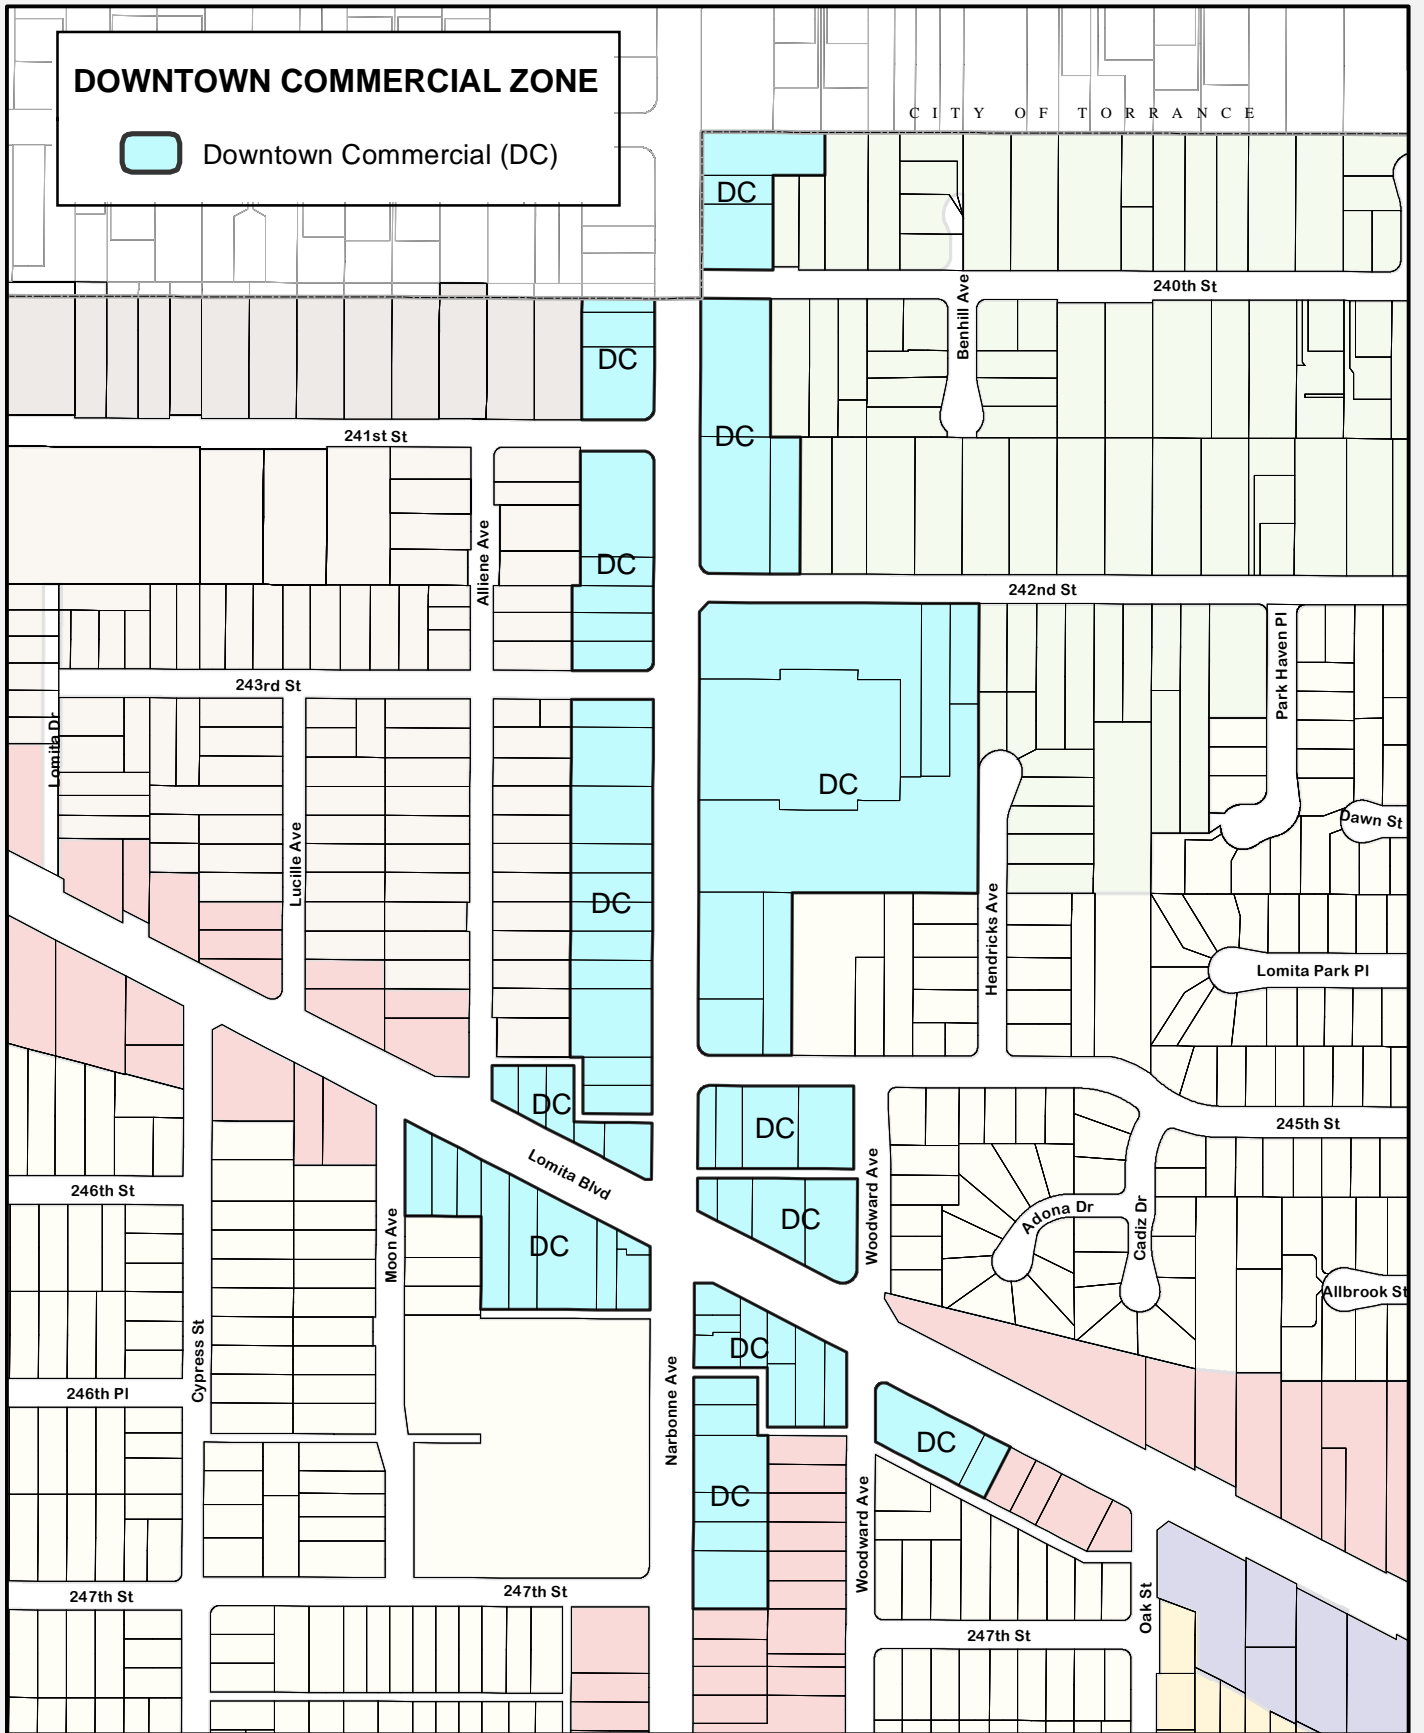 DOWNTOWN COMMERCIAL ZONE
Downtown Commercial (DC)
CITY OF TORRANCE
DC
240th St
Benhill Ave
DC
DC
241st St
Alliene Ave
DC
242nd St
Park Haven Pl
243rd St
Lomita Dr
DC
Dawn St
Lucille Ave
DC
Hendricks Ave
Lomita Park Pl
DC
DC
245th St
Lomita Blvd
246th St
Woodward Ave
DC
Adona Dr
Cadiz Dr
Moon Ave
DC
Allbrook St
Cypress St
DC
246th Pl
Narbonne Ave
DC
DC
Woodward Ave
247th St
247th St
Oak St
247th St